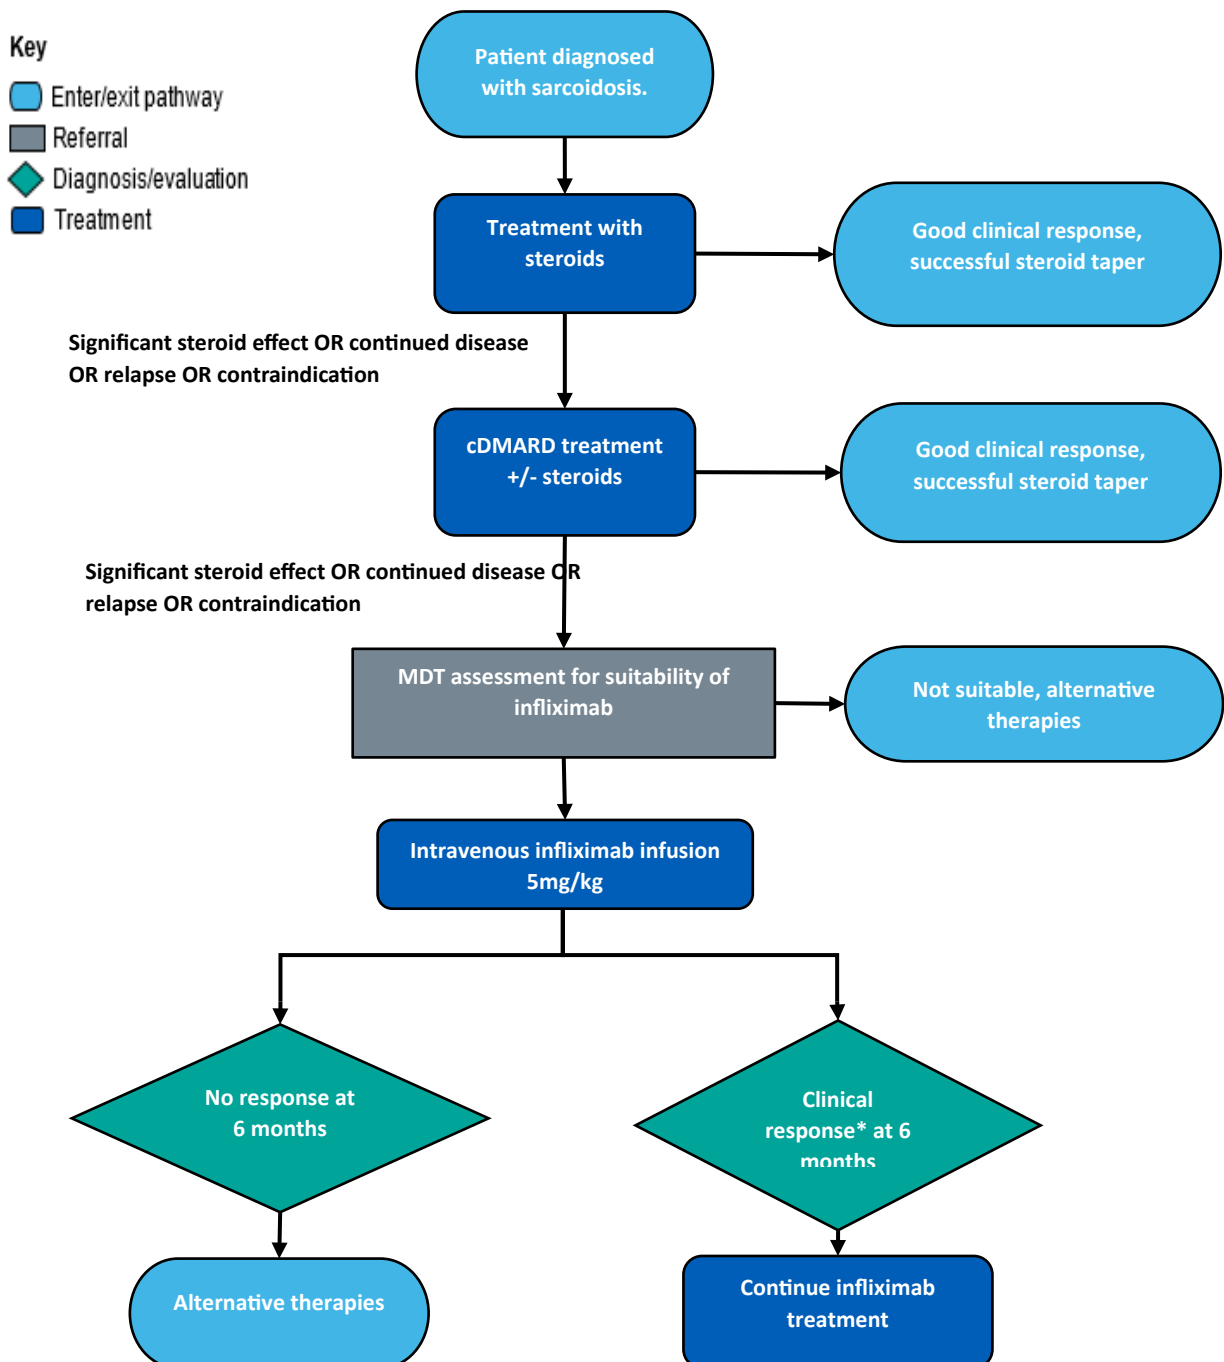 Key
Enter/exit pathway
Referral
Diagnosis/evaluation
Treatment
Patient diagnosed
with sarcoidosis.
Treatment with
steroids
Good clinical response,
successful steroid taper
Significant steroid effect OR continued disease
OR relapse OR contraindication
cDMARD treatment
+/- steroids
Good clinical response,
successful steroid taper
Significant steroid effect OR continued disease OR
relapse OR contraindication
MDT assessment for suitability of
infliximab
Not suitable, alternative
therapies
Intravenous infliximab infusion
5mg/kg
No response at
6 months
Clinical
response* at 6
months
Alternative therapies
Continue infliximab
treatment